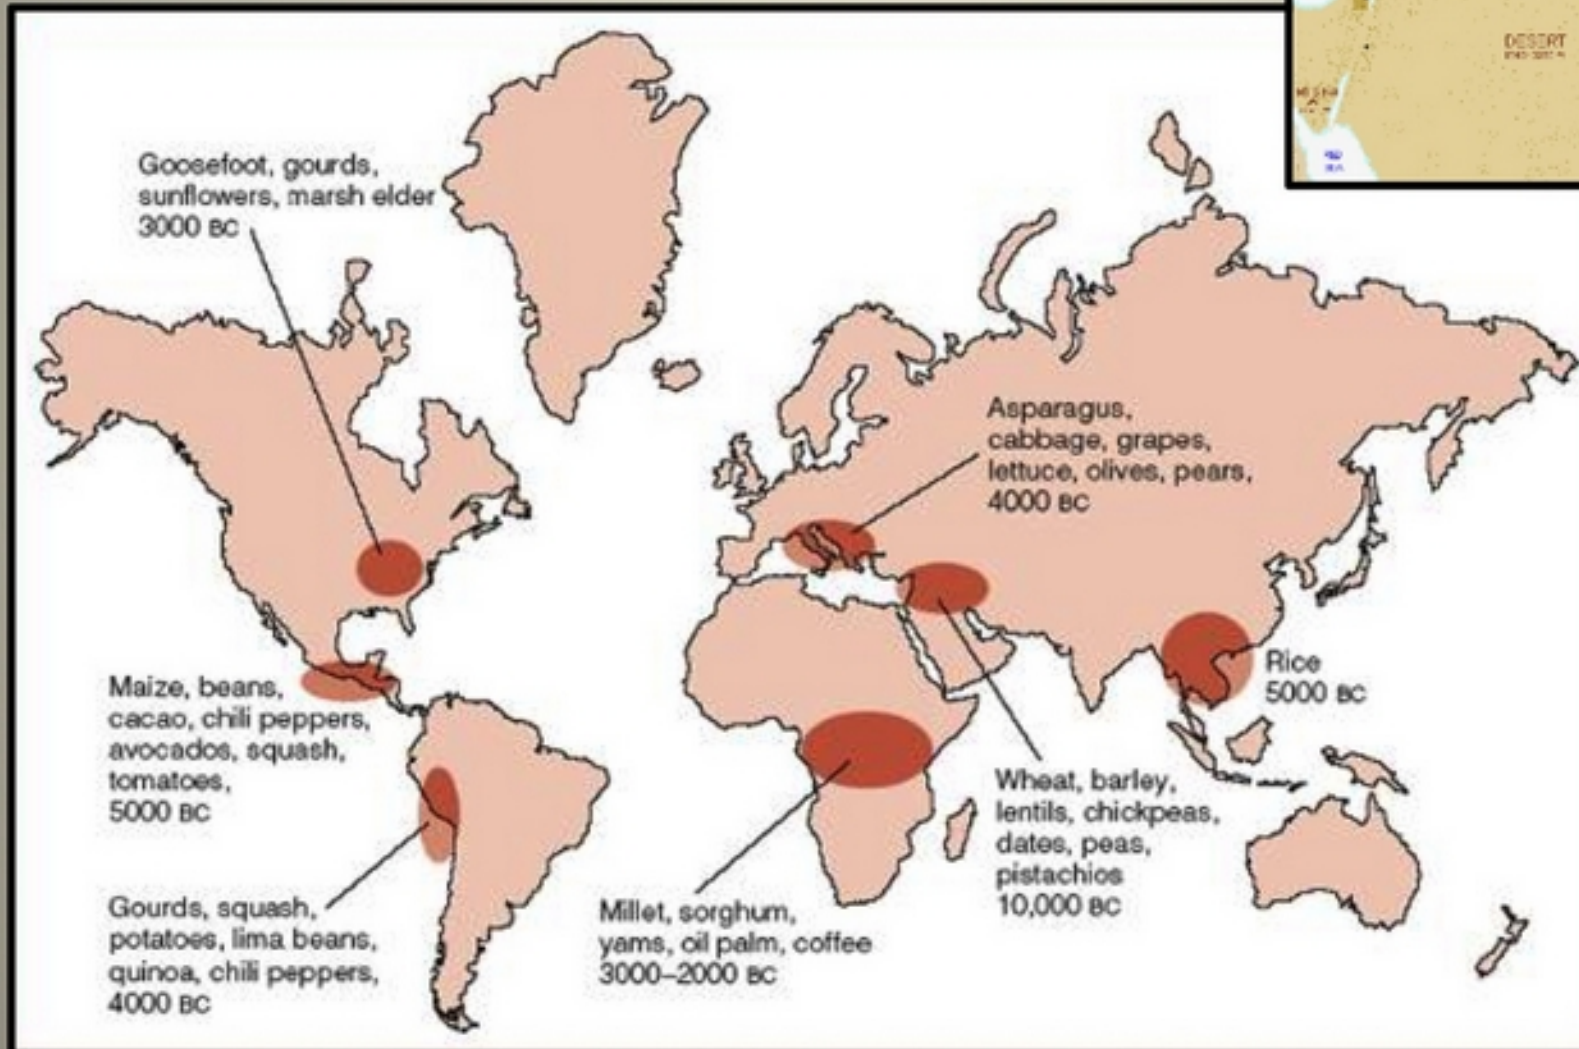 DESERT
Goosefoot, gourds,
sunflowers, marsh elder
3000 BC
Asparagus,
cabbage, grapes,
lettuce, olives, pears,
4000 BC
Maize, beans,
cacao, chili peppers,
avocados, squash,
tomatoes,
5000 BC
Rice
5000 BC
Wheat, barley,
lentils, chickpeas,
dates, peas,
pistachios
10,000 BC
Gourds, squash,
potatoes, lima beans,
quinoa, chili peppers,
4000 BC
Millet, sorghum,
yams, oil palm, coffee
3000–2000 BC